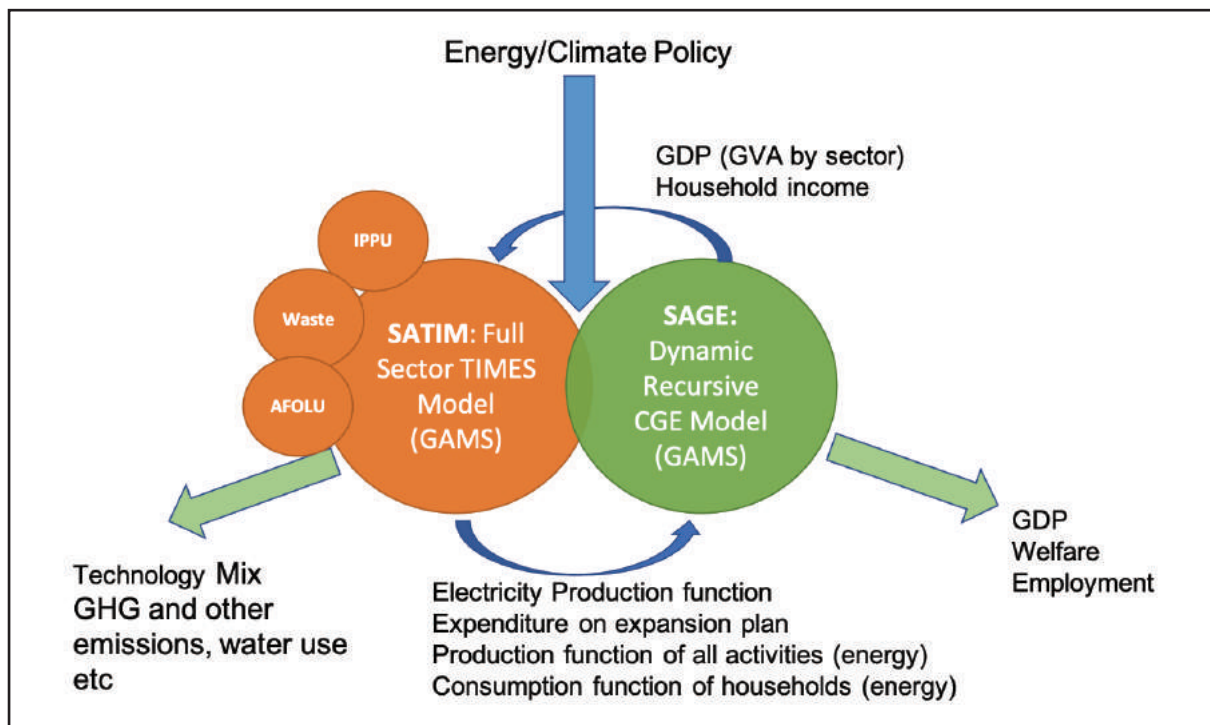 Energy/Climate Policy
GDP (GVA by sector)
Household income
IPPU
Waste
AFOLU
SATIM: Full
Sector TIMES
Model
(GAMS)
SAGE:
Dynamic
Recursive
CGE Model
(GAMS)
Technology Mix
GHG and other
emissions, water use
etc
Electricity Production function
Expenditure on expansion plan
Production function of all activities (energy)
Consumption function of households (energy)
GDP
Welfare
Employment